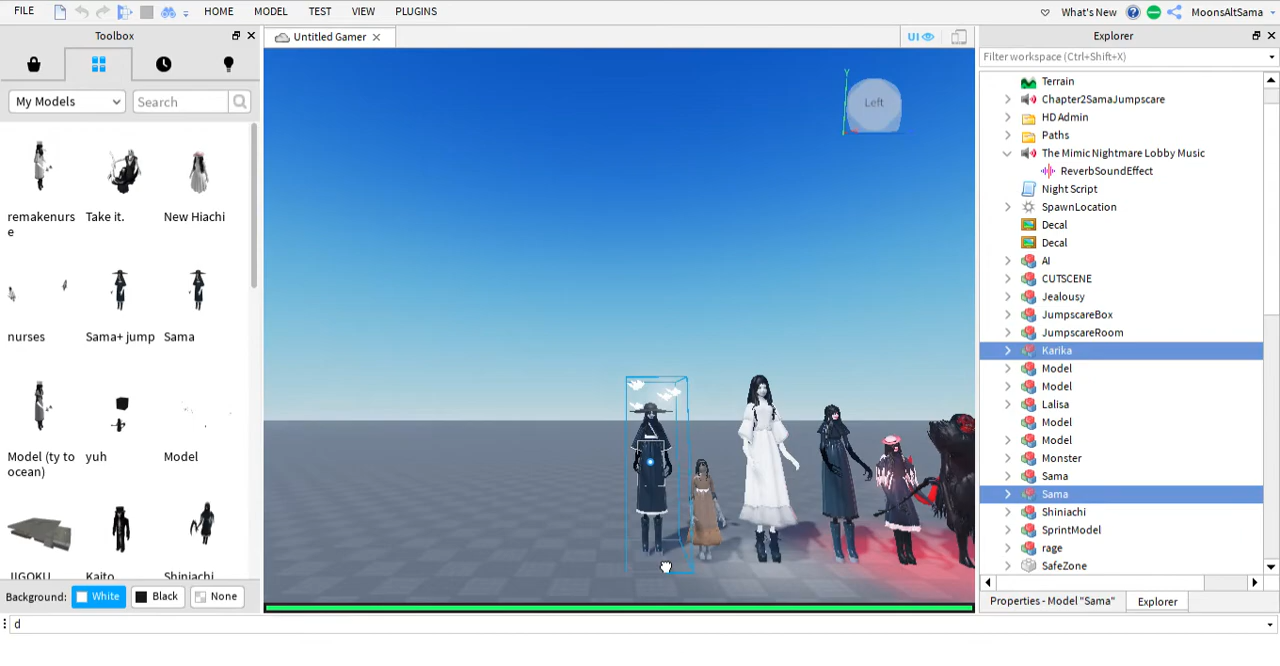 FILE HOME MODEL TEST VIEW PLUGINS What's New MoonsAltSama
Toolbox
My Models Search
remakenurs
e
Take it.
New Hiachi
nurses
Sama+ jump
Sama
Model (ty to
ocean)
yuh
Model
JIGOKU
Kaito
Shiniachi
Background: White Black None
Untitled Gamer
UI
Y
Left
Explorer
Filter workspace (Ctrl+Shift+X)
Terrain
Chapter2SamaJumpscare
HD Admin
Paths
The Mimic Nightmare Lobby Music
ReverbSoundEffect
Night Script
SpawnLocation
Decal
Decal
AI
CUTSCENE
Jealousy
JumpscareBox
JumpscareRoom
Karika
Model
Model
Lalisa
Model
Model
Monster
Sama
Sama
Shiniachi
SprintModel
rage
SafeZone
Properties - Model "Sama" Explorer
d